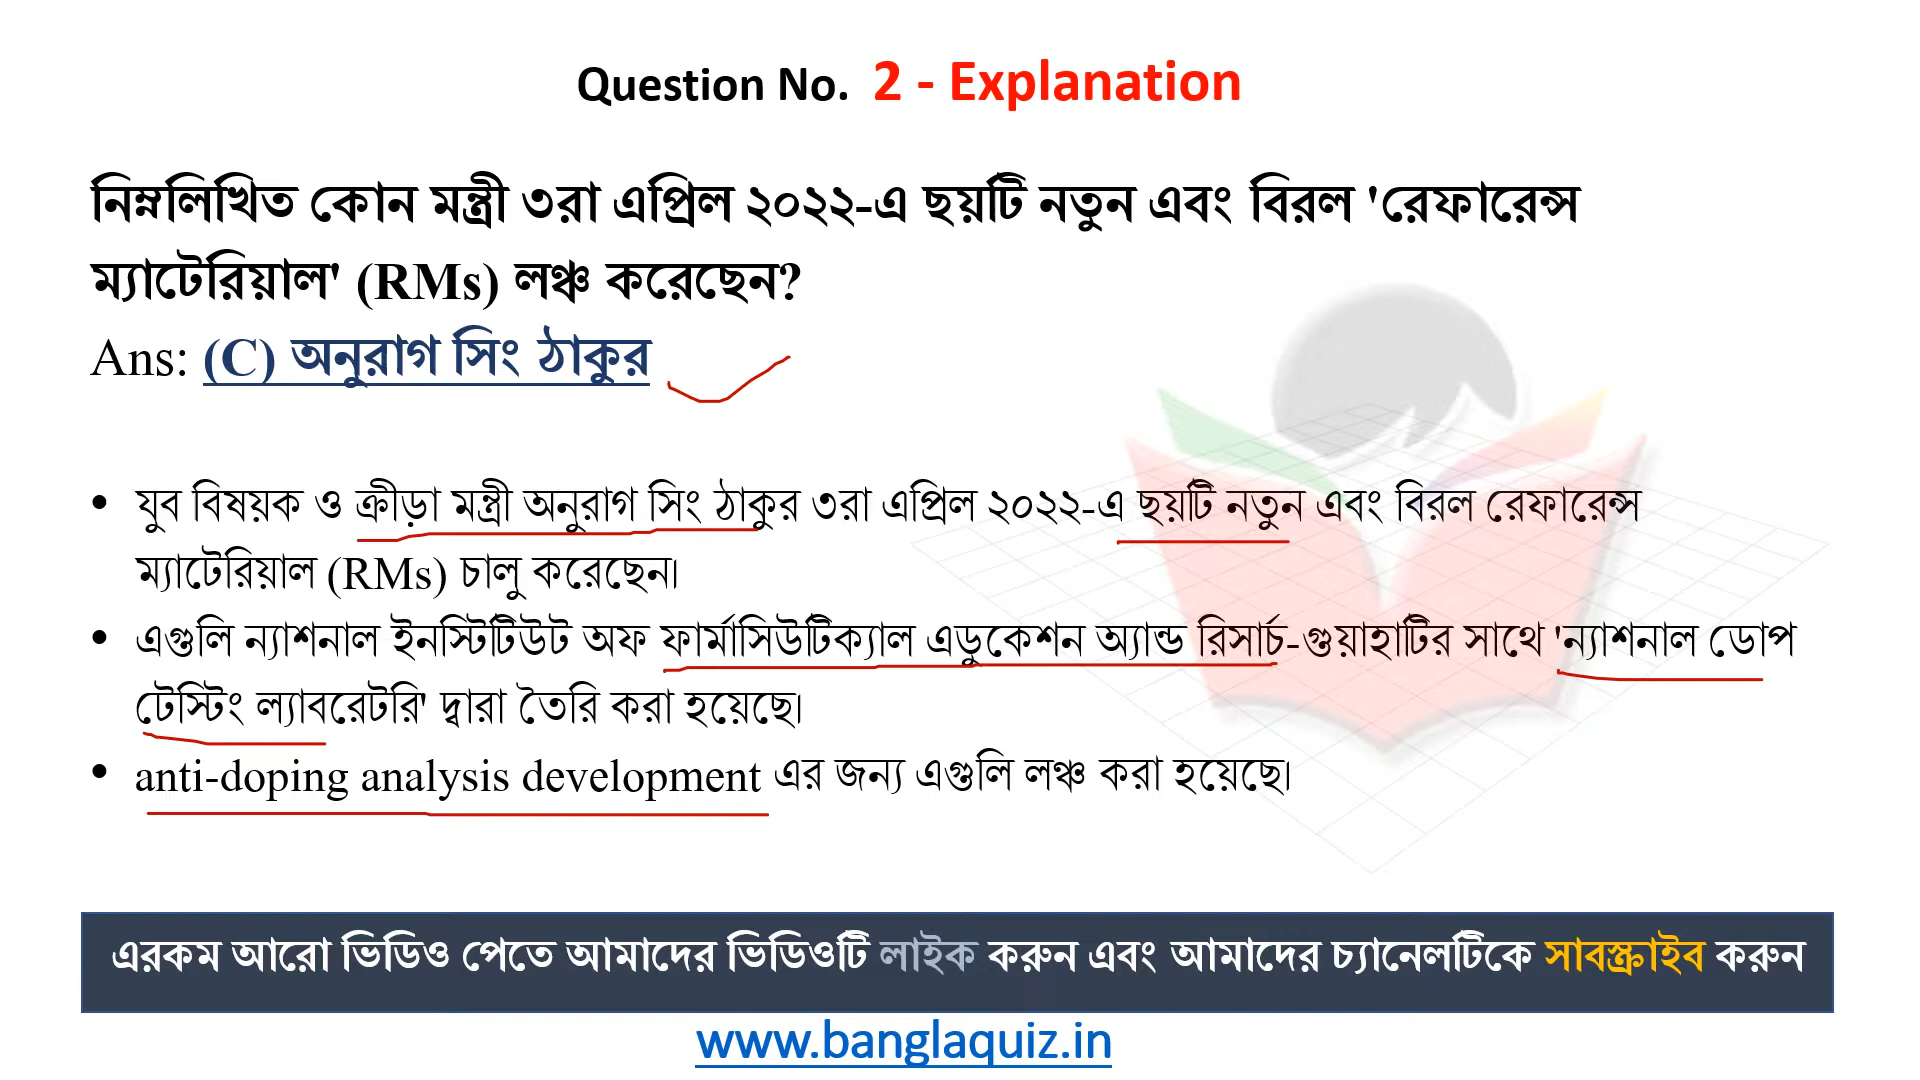 Question No. 2 - Explanation
নিম্নলিখিত কোন মন্ত্রী ৩রা এপ্রিল ২০২২-এ ছয়টি নতুন এবং বিরল 'রেফারেন্স
ম্যাটেরিয়াল' (RMs) লঞ্চ করেছেন?
Ans: (C) অনুরাগ সিং ঠাকুর
• যুব বিষয়ক ও ক্রীড়া মন্ত্রী অনুরাগ সিং ঠাকুর ৩রা এপ্রিল ২০২২-এ ছয়টি নতুন এবং বিরল রেফারেন্স
ম্যাটেরিয়াল (RMs) চালু করেছেন।
• এগুলি ন্যাশনাল ইনস্টিটিউট অফ ফার্মাসিউটিক্যাল এডুকেশন অ্যান্ড রিসার্চ-গুয়াহাটির সাথে 'ন্যাশনাল ডোপ
টেস্টিং ল্যাবরেটরি' দ্বারা তৈরি করা হয়েছে।
• anti-doping analysis development এর জন্য এগুলি লঞ্চ করা হয়েছে।
এরকম আরো ভিডিও পেতে আমাদের ভিডিওটি লাইক করুন এবং আমাদের চ্যানেলটিকে সাবস্ক্রাইব করুন
www.banglaquiz.in